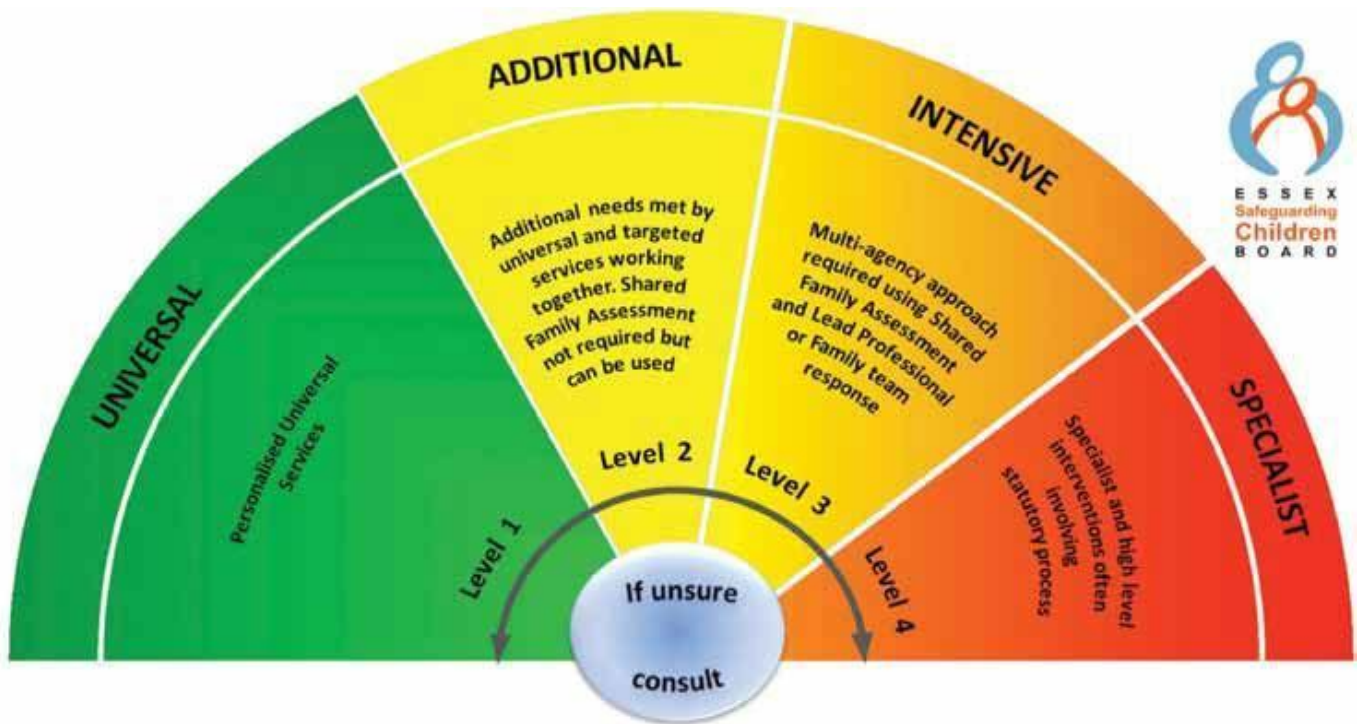 UNIVERSAL
Personalised Universal
Services
Level 1
ADDITIONAL
Additional needs met by
universal and targeted
services working
together. Shared
Family Assessment
not required but
can be used
Level 2
INTENSIVE
Multi-agency approach
required using Shared
Family Assessment
and Lead Professional
or Family team
response
Level 3
SPECIALIST
Specialist and high level
interventions often
involving
statutory process
Level 4
If unsure
consult
ESSEX
Safeguarding
Children
BOARD